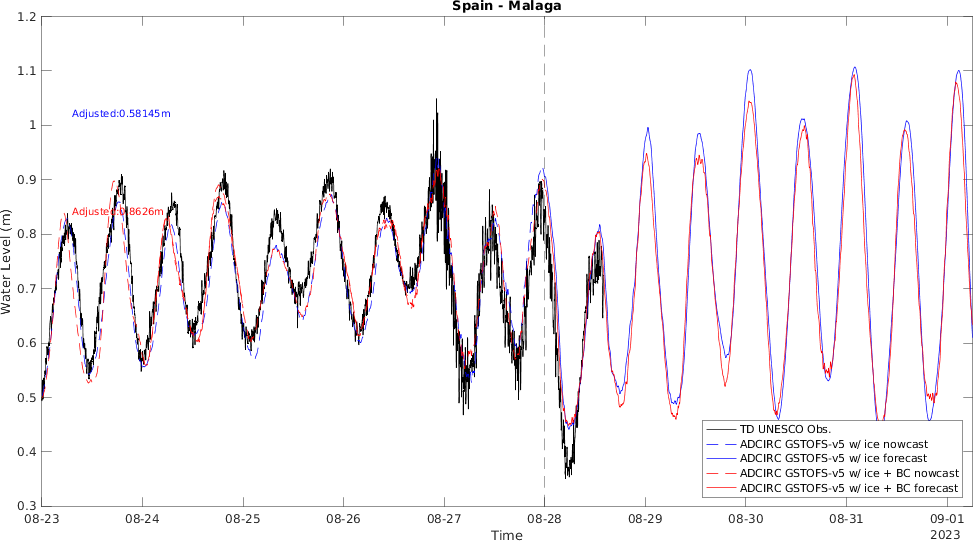 Spain - Malaga
1.2
1.1
1
0.9
0.8
0.7
0.6
0.5
0.4
0.3
Water Level (m)
Adjusted:0.58145m
Adjusted:0.8626m
TD UNESCO Obs.
ADCIRC GSTOFS-v5 w/ ice nowcast
ADCIRC GSTOFS-v5 w/ ice forecast
ADCIRC GSTOFS-v5 w/ ice + BC nowcast
ADCIRC GSTOFS-v5 w/ ice + BC forecast
08-23 08-24 08-25 08-26 08-27 08-28 08-29 08-30 08-31 09-01
2023
Time